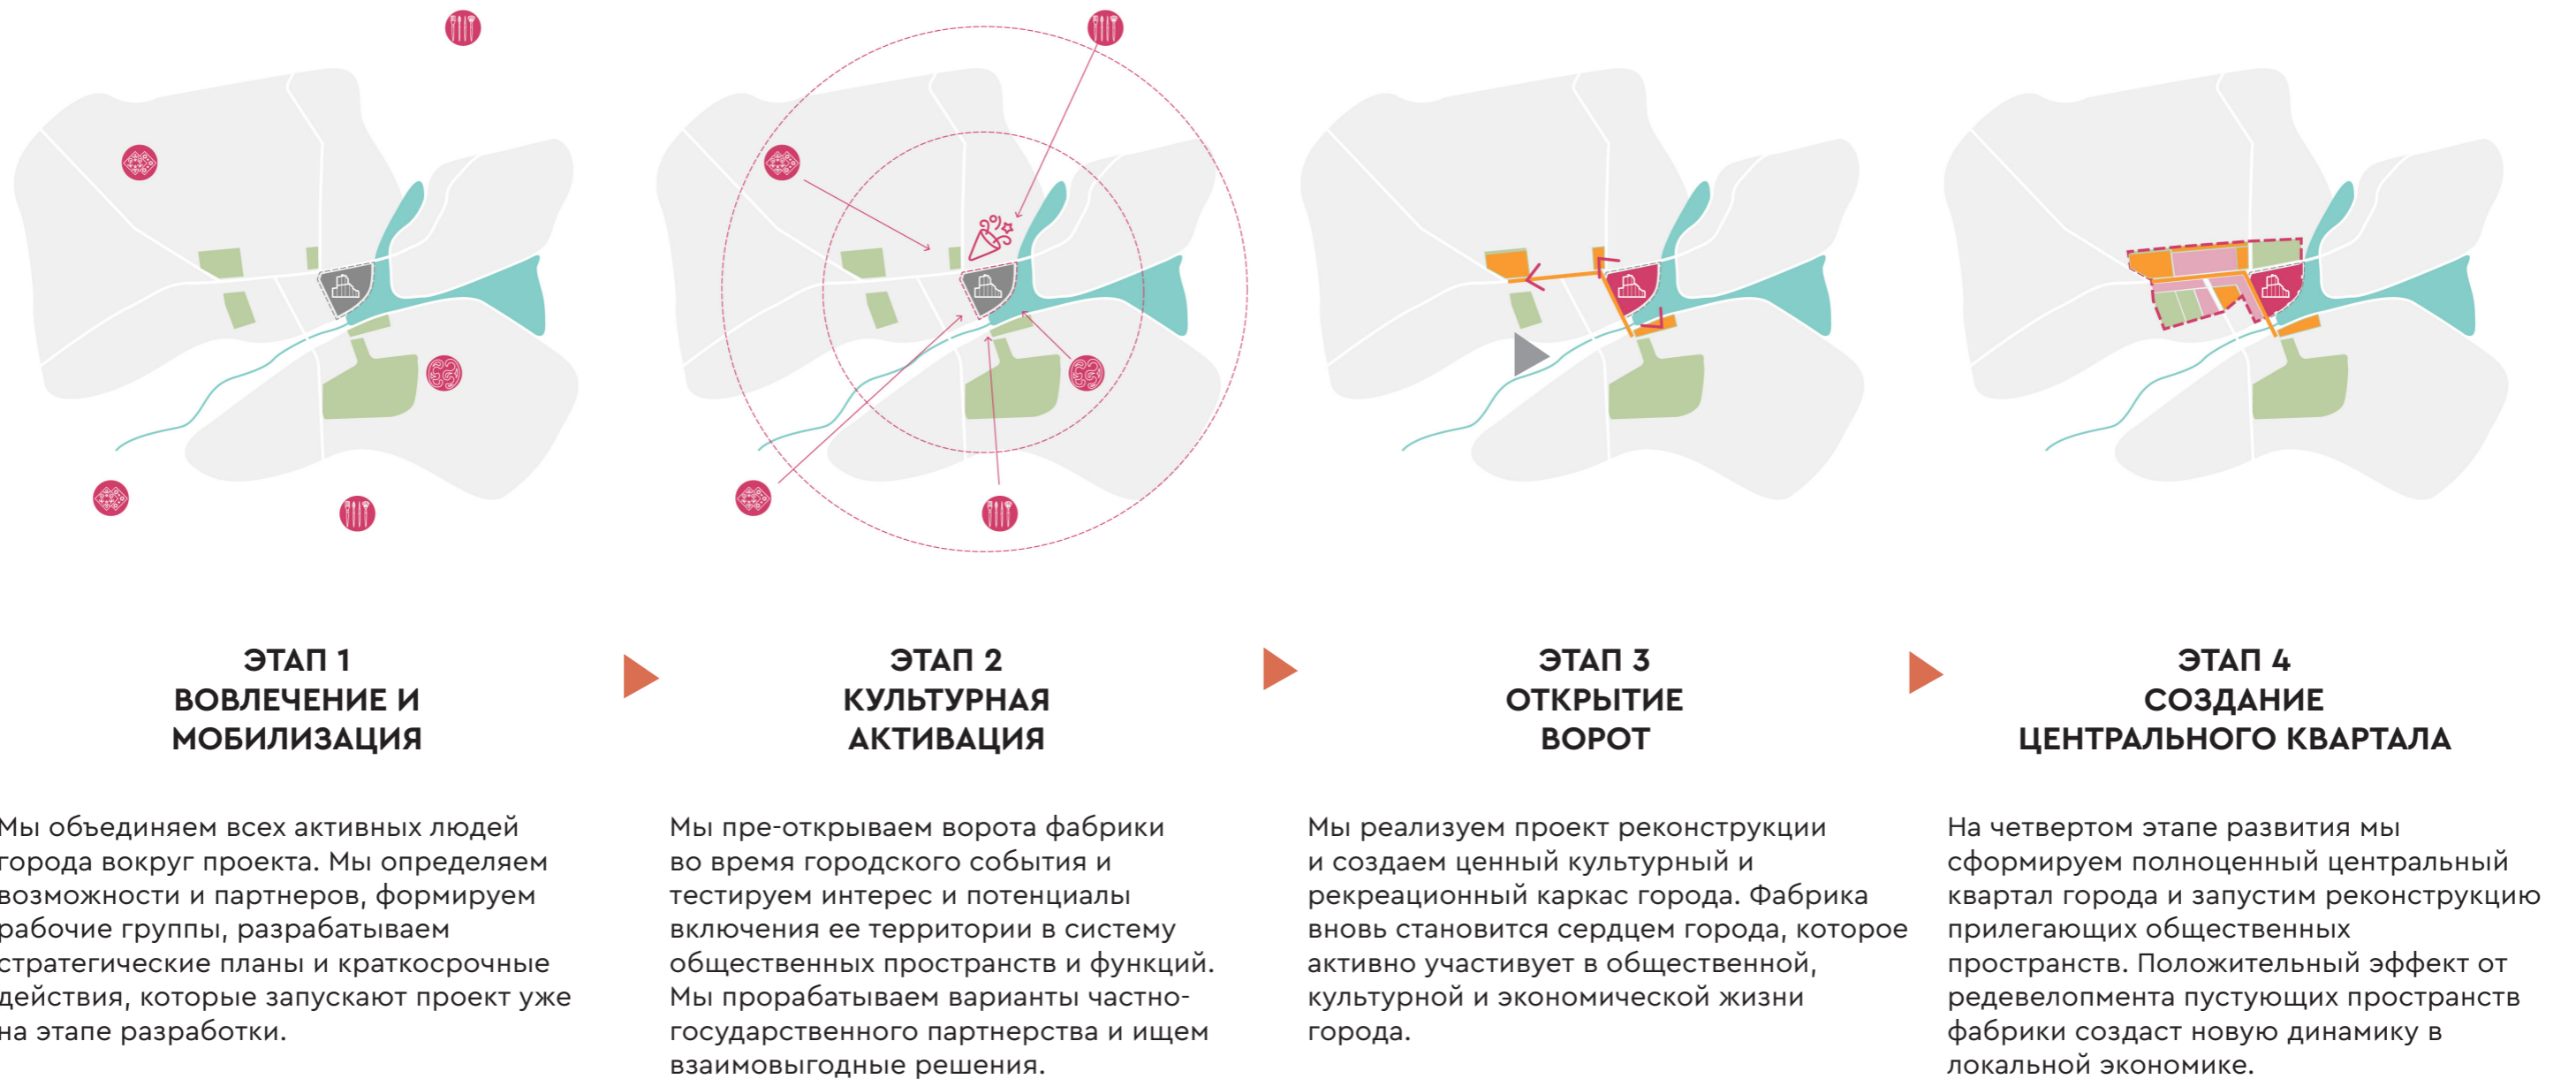 ЭТАП 1
ВОВЛЕЧЕНИЕ И
МОБИЛИЗАЦИЯ
Мы объединяем всех активных людей
города вокруг проекта. Мы определяем
возможности и партнеров, формируем
рабочие группы, разрабатываем
стратегические планы и краткосрочные
действия, которые запускают проект уже
на этапе разработки.
ЭТАП 2
КУЛЬТУРНАЯ
АКТИВАЦИЯ
Мы пре-открываем ворота фабрики
во время городского события и
тестируем интерес и потенциалы
включения ее территории в систему
общественных пространств и функций.
Мы прорабатываем варианты частно-
государственного партнерства и ищем
взаимовыгодные решения.
ЭТАП 3
ОТКРЫТИЕ
ВОРОТ
Мы реализуем проект реконструкции
и создаем ценный культурный и
рекреационный каркас города. Фабрика
вновь становится сердцем города, которое
активно участивует в общественной,
культурной и экономической жизни
города.
ЭТАП 4
СОЗДАНИЕ
ЦЕНТРАЛЬНОГО КВАРТАЛА
На четвертом этапе развития мы
сформируем полноценный центральный
квартал города и запустим реконструкцию
прилегающих общественных
пространств. Положительный эффект от
редевелопмента пустующих пространств
фабрики создаст новую динамику в
локальной экономике.